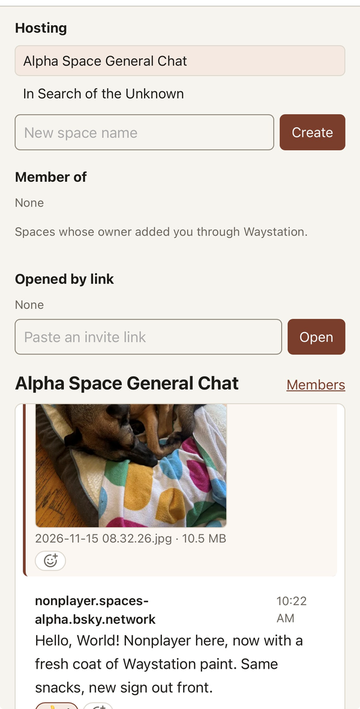 Hosting
Alpha Space General Chat
In Search of the Unknown
New space name
Create
Member of
None
Spaces whose owner added you through Waystation.
Opened by link
None
Paste an invite link
Open
Alpha Space General Chat
Members
2026-11-15 08.32.26.jpg · 10.5 MB
nonplayer.spaces-
alpha.bsky.network
10:22
AM
Hello, World! Nonplayer here, now with a
fresh coat of Waystation paint. Same
snacks, new sign out front.